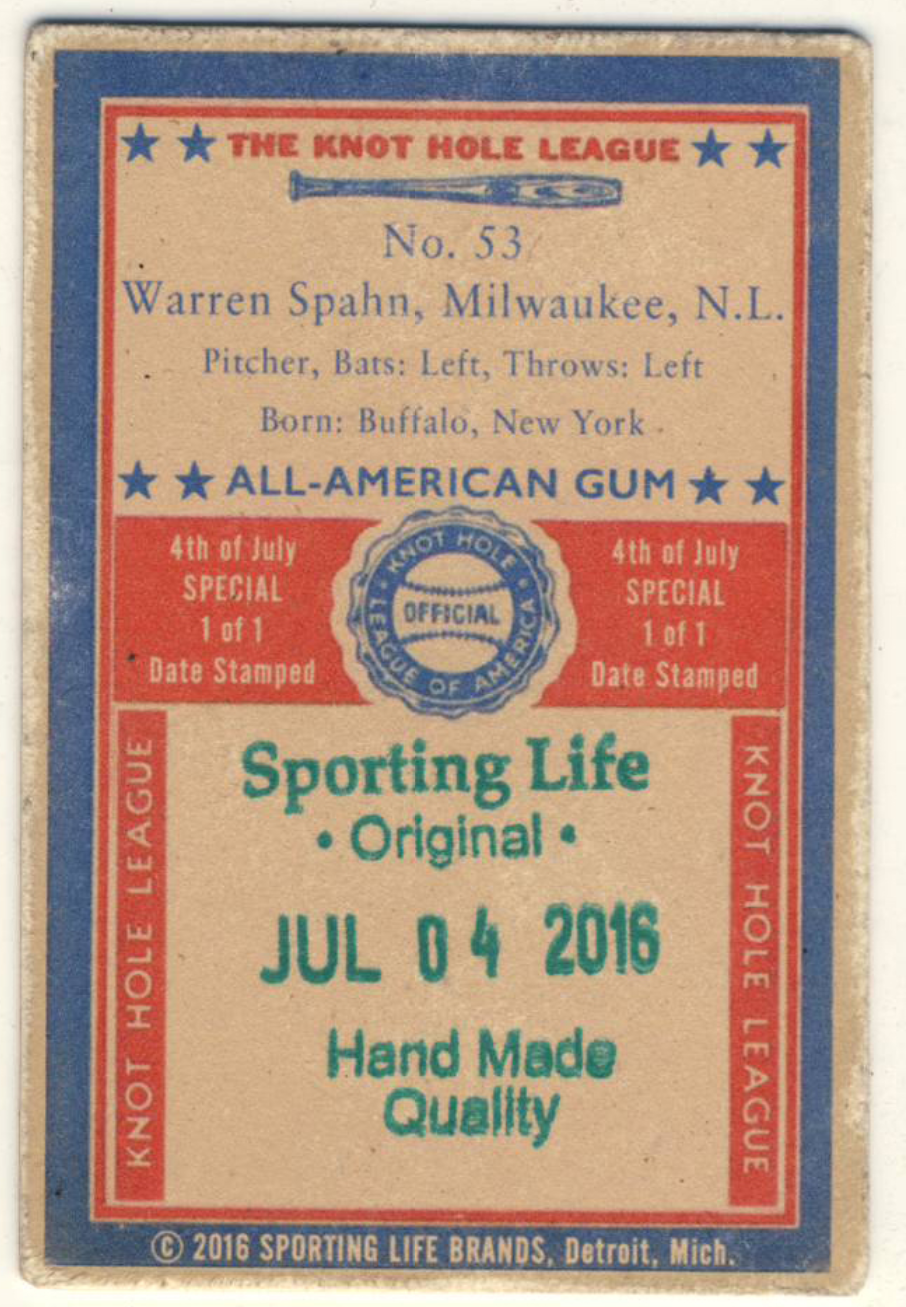 THE KNOT HOLE LEAGUE
No. 53
Warren Spahn, Milwaukee, N.L.
Pitcher, Bats: Left, Throws: Left
Born: Buffalo, New York
ALL-AMERICAN GUM
4th of July
SPECIAL
1 of 1
Date Stamped
KNOT HOLE
LEAGUE OF AMERICA
OFFICIAL
4th of July
SPECIAL
1 of 1
Date Stamped
KNOT HOLE LEAGUE
Sporting Life
• Original •
JUL 04 2016
Hand Made
Quality
KNOT HOLE LEAGUE
© 2016 SPORTING LIFE BRANDS, Detroit, Mich.